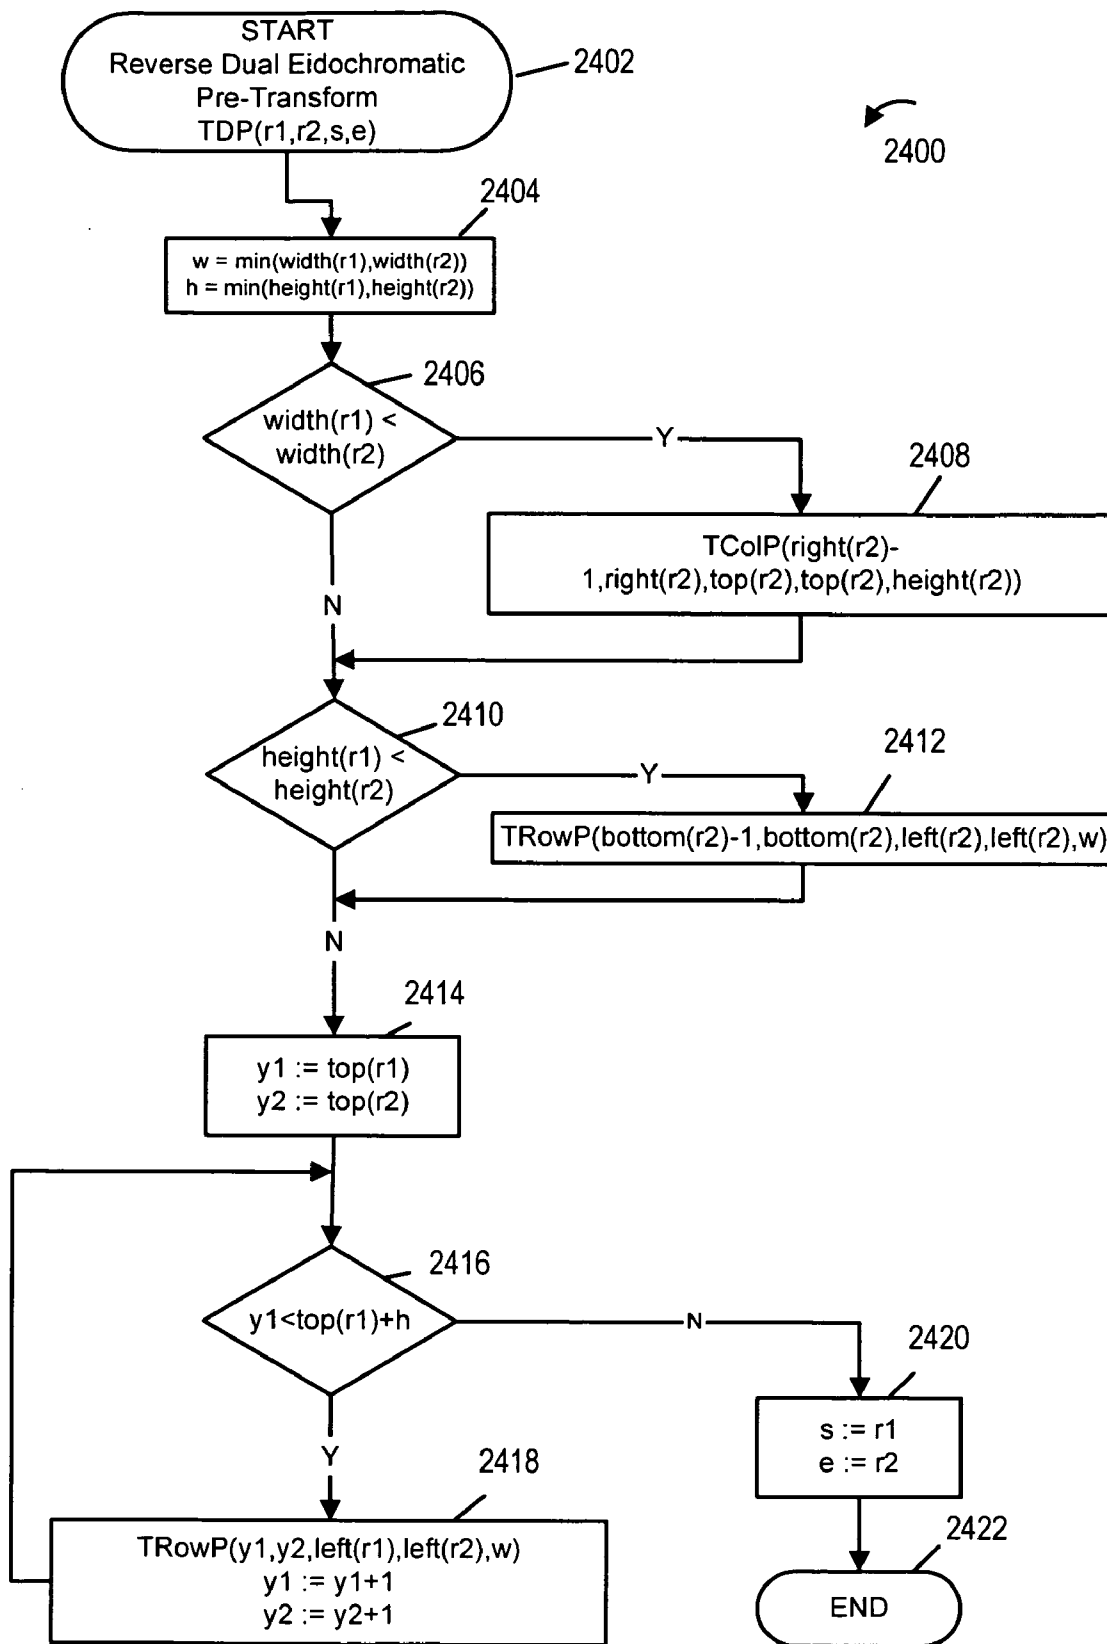 START
Reverse Dual Eidochromatic
Pre-Transform
TDP(r1,r2,s,e)
2402
2400
2404
w = min(width(r1),width(r2))
h = min(height(r1),height(r2))
2406
width(r1) <
width(r2)
Y
2408
TColP(right(r2)-
1,right(r2),top(r2),top(r2),height(r2))
N
2410
height(r1) <
height(r2)
Y
2412
TRowP(bottom(r2)-1,bottom(r2),left(r2),left(r2),w)
N
2414
y1 := top(r1)
y2 := top(r2)
2416
y1<top(r1)+h
N
2420
s := r1
e := r2
Y
2418
TRowP(y1,y2,left(r1),left(r2),w)
y1 := y1+1
y2 := y2+1
2422
END